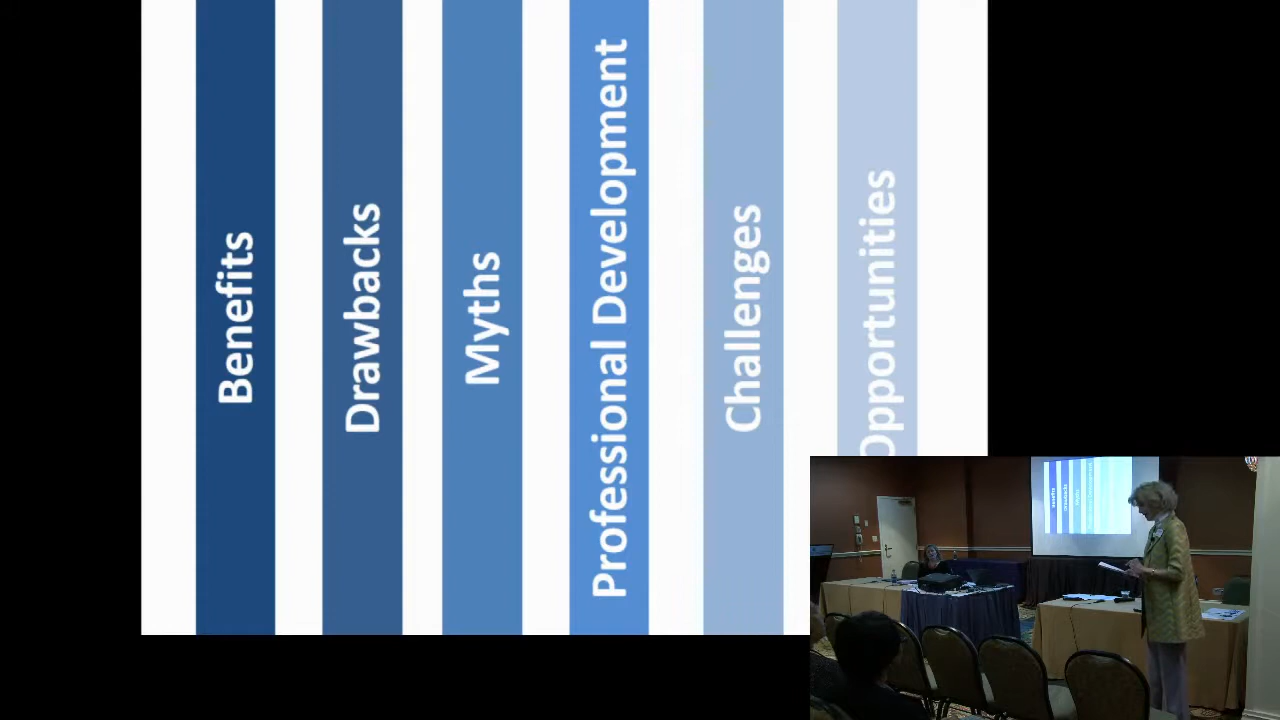 Benefits
Drawbacks
Myths
Professional Development
Challenges
Opportunities